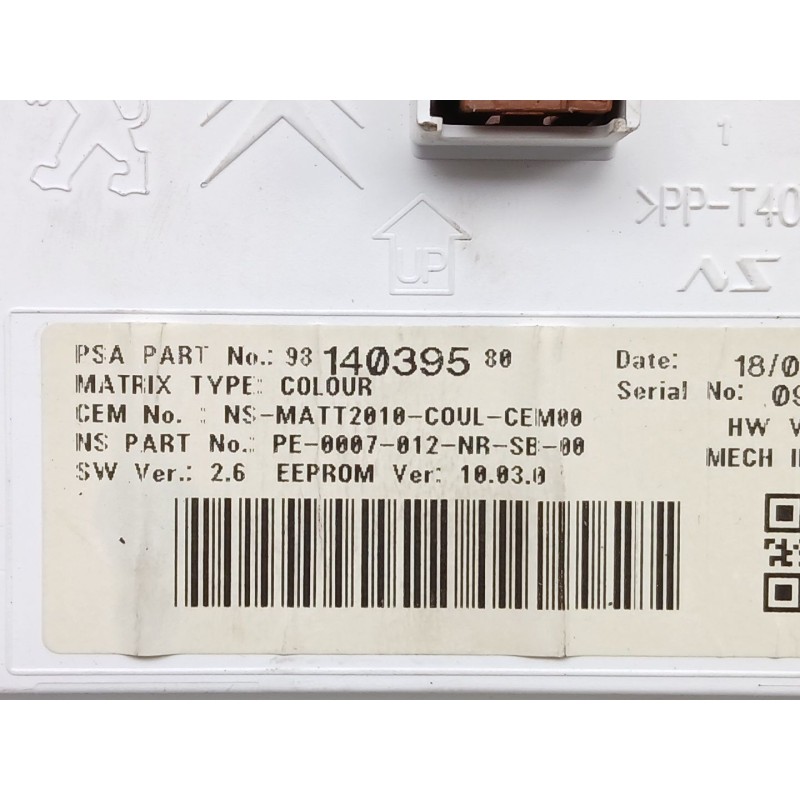 1
>PP-T40
UP
NS
PSA PART No.: 98 140395 80
MATRIX TYPE: COLOUR
CEM No. : NS-MATT2010-COUL-CEM00
NS PART No.: PE-0007-012-NR-SB-00
SW Ver.: 2.6 EEPROM Ver: 10.03.0
Date: 18/0
Serial No: 09
HW V
MECH I